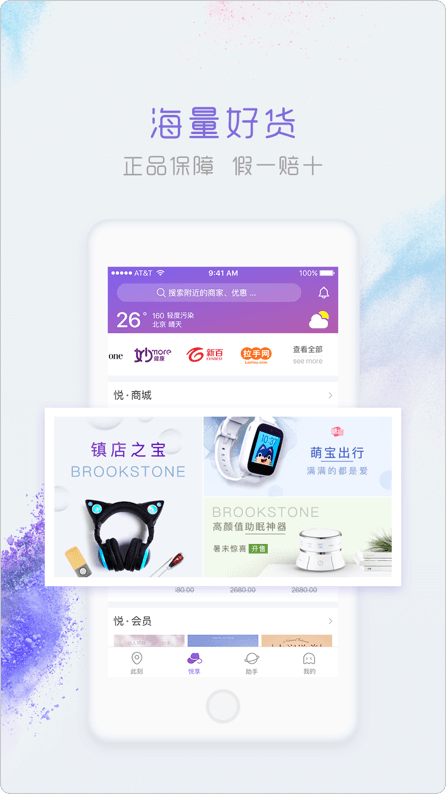 海量好货
正品保障 假一赔十
AT&T 9:41 AM 100%
搜索附近的商家、优惠 ...
26° 160 轻度污染
北京 晴天
one 妙more 健康 新百 拉手网 查看全部
see more
悦·商城
镇店之宝
BROOKSTONE
萌宝出行
满满的都是爱
BROOKSTONE
高颜值助眠神器
暑末惊喜 开售
2680.00 2680.00
悦·会员
此刻 悦享 助手 我的